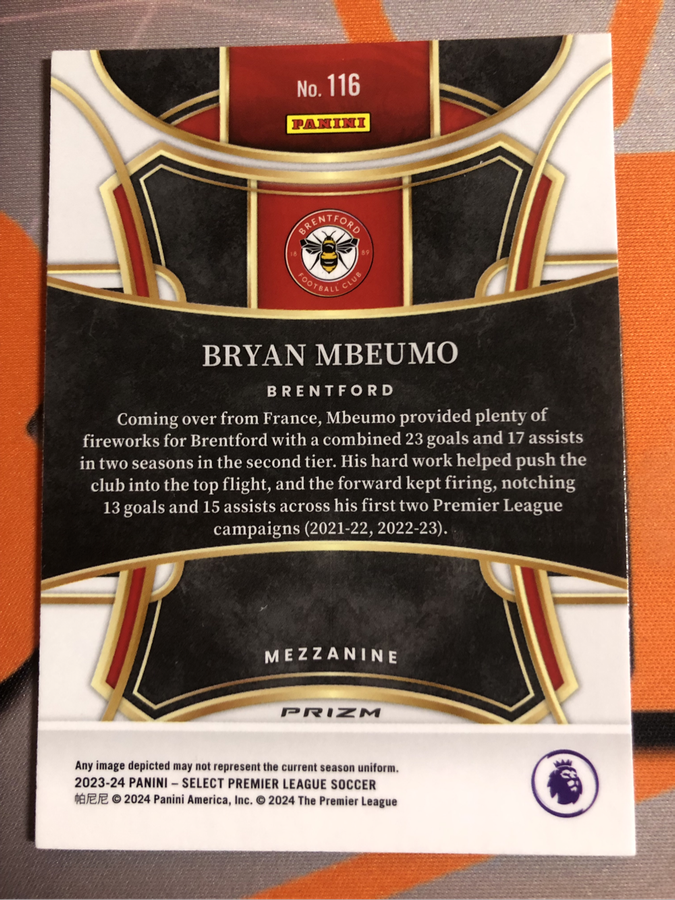 No. 116
PANINI
BRENTFORD
18 89
FOOTBALL CLUB
BRYAN MBEUMO
BRENTFORD
Coming over from France, Mbeumo provided plenty of
fireworks for Brentford with a combined 23 goals and 17 assists
in two seasons in the second tier. His hard work helped push the
club into the top flight, and the forward kept firing, notching
13 goals and 15 assists across his first two Premier League
campaigns (2021-22, 2022-23).
MEZZANINE
PRIZM
Any image depicted may not represent the current season uniform.
2023-24 PANINI – SELECT PREMIER LEAGUE SOCCER
帕尼尼 © 2024 Panini America, Inc. © 2024 The Premier League